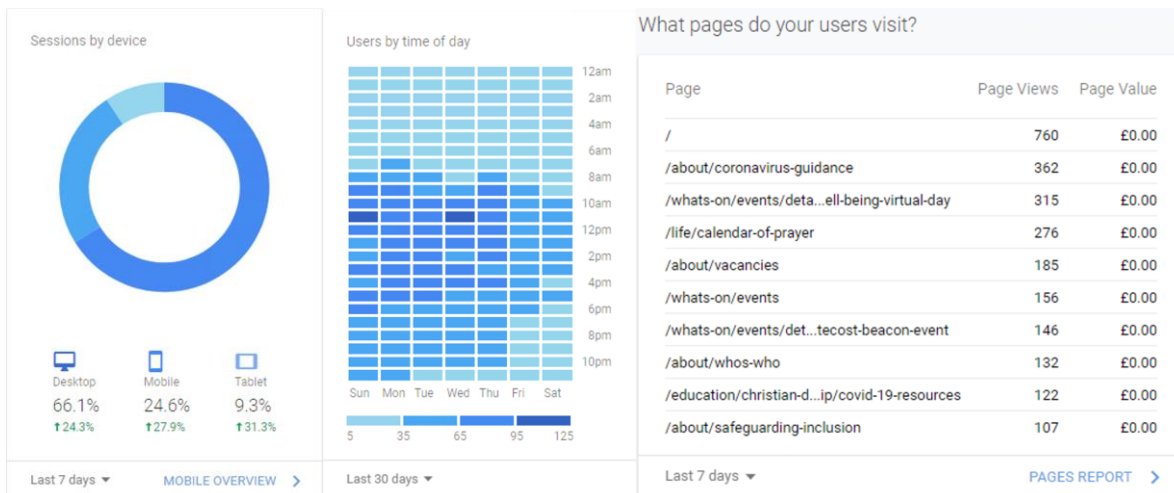 Sessions by device
Desktop Mobile Tablet
66.1% 24.6% 9.3%
24.3% 27.9% 31.3%
Last 7 days MOBILE OVERVIEW
Users by time of day
12am
2am
4am
6am
8am
10am
12pm
2pm
4pm
6pm
8pm
10pm
Sun Mon Tue Wed Thu Fri Sat
5 35 65 95 125
Last 30 days
What pages do your users visit?
Page Page Views Page Value
/ 760 £0.00
/about/coronavirus-guidance 362 £0.00
/whats-on/events/deta...ell-being-virtual-day 315 £0.00
/life/calendar-of-prayer 276 £0.00
/about/vacancies 185 £0.00
/whats-on/events 156 £0.00
/whats-on/events/det...tecost-beacon-event 146 £0.00
/about/whos-who 132 £0.00
/education/christian-d...ip/covid-19-resources 122 £0.00
/about/safeguarding-inclusion 107 £0.00
Last 7 days PAGES REPORT